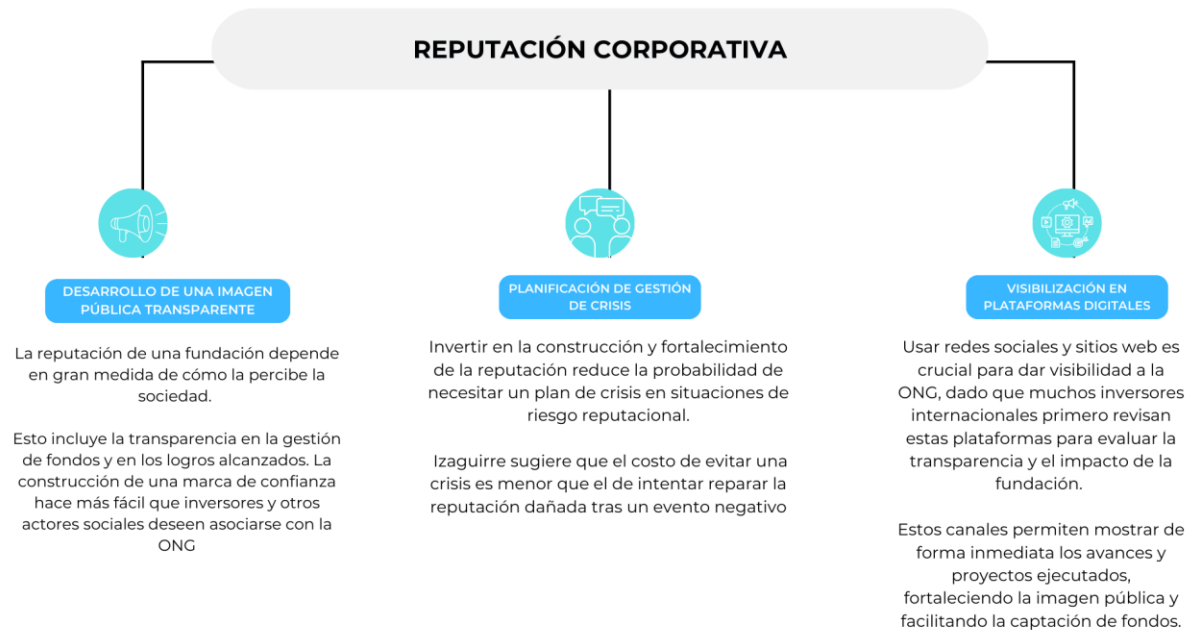 REPUTACIÓN CORPORATIVA
DESARROLLO DE UNA IMAGEN
PÚBLICA TRANSPARENTE
La reputación de una fundación depende
en gran medida de cómo la percibe la
sociedad.
Esto incluye la transparencia en la gestión
de fondos y en los logros alcanzados. La
construcción de una marca de confianza
hace más fácil que inversores y otros
actores sociales deseen asociarse con la
ONG
PLANIFICACIÓN DE GESTIÓN
DE CRISIS
Invertir en la construcción y fortalecimiento
de la reputación reduce la probabilidad de
necesitar un plan de crisis en situaciones de
riesgo reputacional.
Izaguirre sugiere que el costo de evitar una
crisis es menor que el de intentar reparar la
reputación dañada tras un evento negativo
VISIBILIZACIÓN EN
PLATAFORMAS DIGITALES
Usar redes sociales y sitios web es
crucial para dar visibilidad a la
ONG, dado que muchos inversores
internacionales primero revisan
estas plataformas para evaluar la
transparencia y el impacto de la
fundación.
Estos canales permiten mostrar de
forma inmediata los avances y
proyectos ejecutados,
fortaleciendo la imagen pública y
facilitando la captación de fondos.